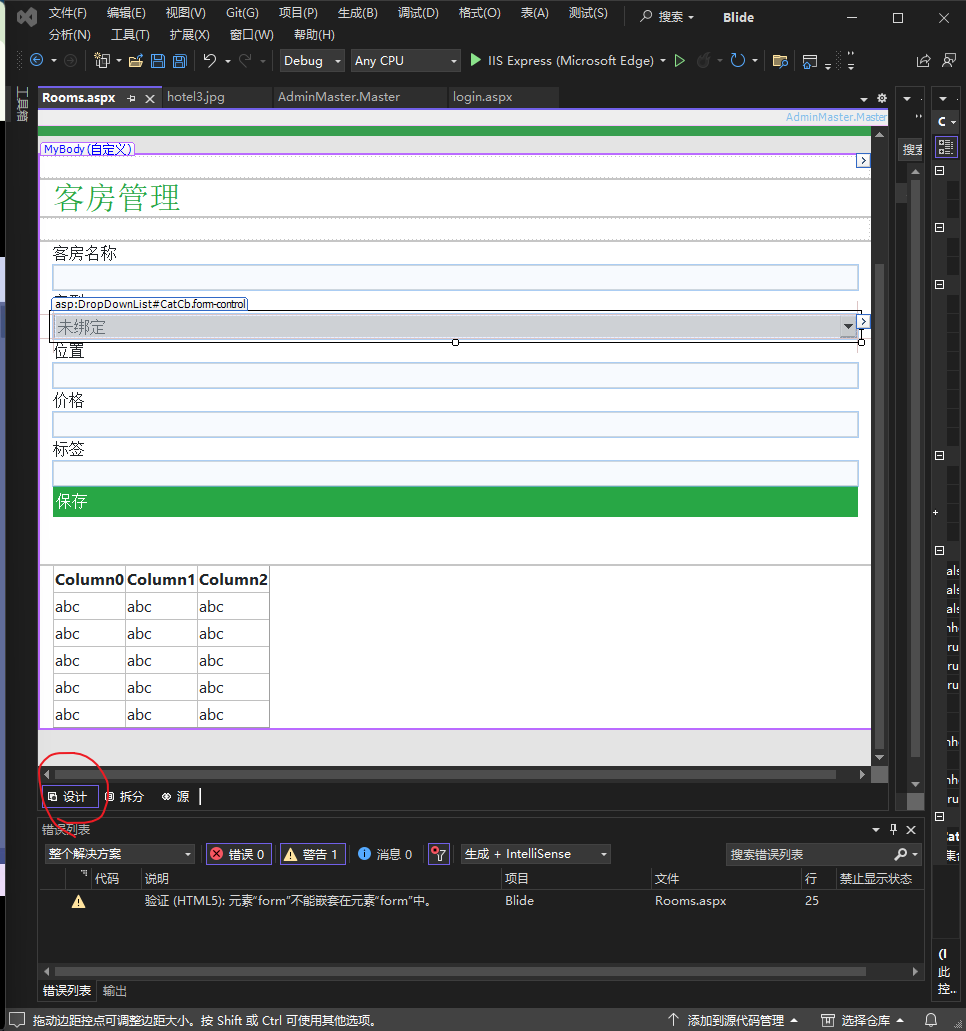 文件(F) 编辑(E) 视图(V) Git(G) 项目(P) 生成(B) 调试(D) 格式(O) 表(A) 测试(S) 搜索 Blide
分析(N) 工具(T) 扩展(X) 窗口(W) 帮助(H)
Debug Any CPU IIS Express (Microsoft Edge)
工具箱
Rooms.aspx hotel3.jpg AdminMaster.Master login.aspx
AdminMaster.Master
MyBody (自定义)
客房管理
客房名称
asp:DropDownList#CatCb.form-control
未绑定
位置
价格
标签
保存
Column0 Column1 Column2
abc abc abc
abc abc abc
abc abc abc
abc abc abc
abc abc abc
设计 拆分 源
错误列表
整个解决方案 错误 0 警告 1 消息 0 生成 + IntelliSense 搜索错误列表
代码 说明 项目 文件 行 禁止显示状态
验证 (HTML5): 元素"form"不能嵌套在元素"form"中。 Blide Rooms.aspx 25
错误列表 输出
拖动边距控点可调整边距大小。按 Shift 或 Ctrl 可使用其他选项。 添加到源代码管理 选择仓库